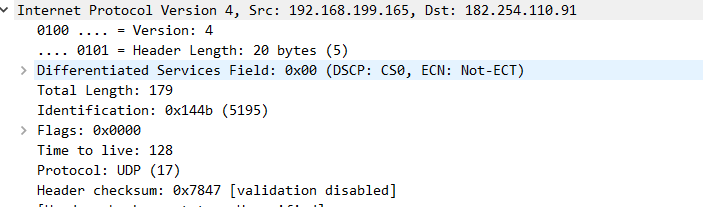 Internet Protocol Version 4, Src: 192.168.199.165, Dst: 182.254.110.91
0100 .... = Version: 4
.... 0101 = Header Length: 20 bytes (5)
Differentiated Services Field: 0x00 (DSCP: CS0, ECN: Not-ECT)
Total Length: 179
Identification: 0x144b (5195)
Flags: 0x0000
Time to live: 128
Protocol: UDP (17)
Header checksum: 0x7847 [validation disabled]